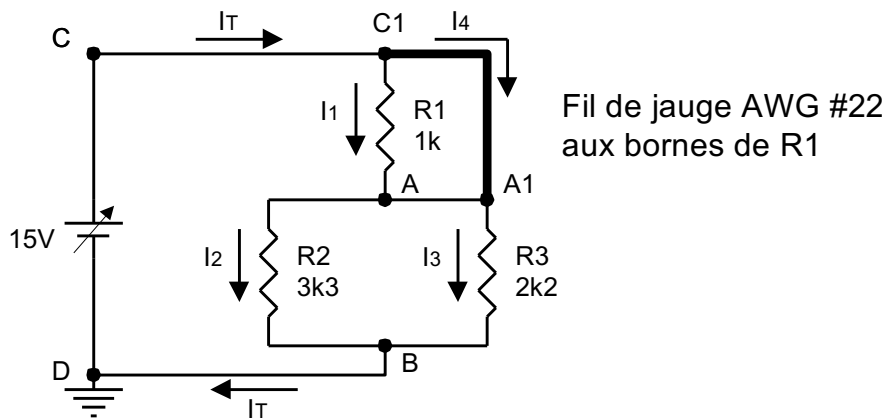 IT
C1
I4
C
I1
R1
1k
Fil de jauge AWG #22
aux bornes de R1
A
A1
15V
I2
R2
3k3
I3
R3
2k2
B
D
IT